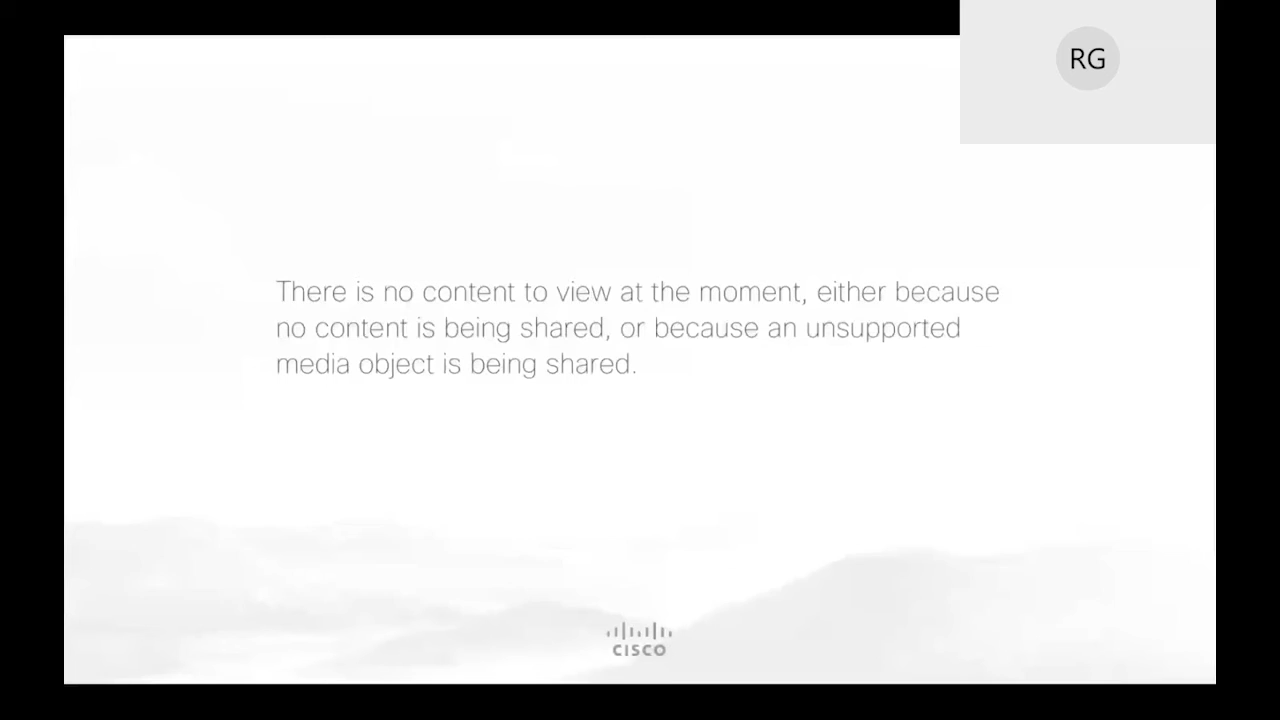 RG
There is no content to view at the moment, either because
no content is being shared, or because an unsupported
media object is being shared.
CISCO